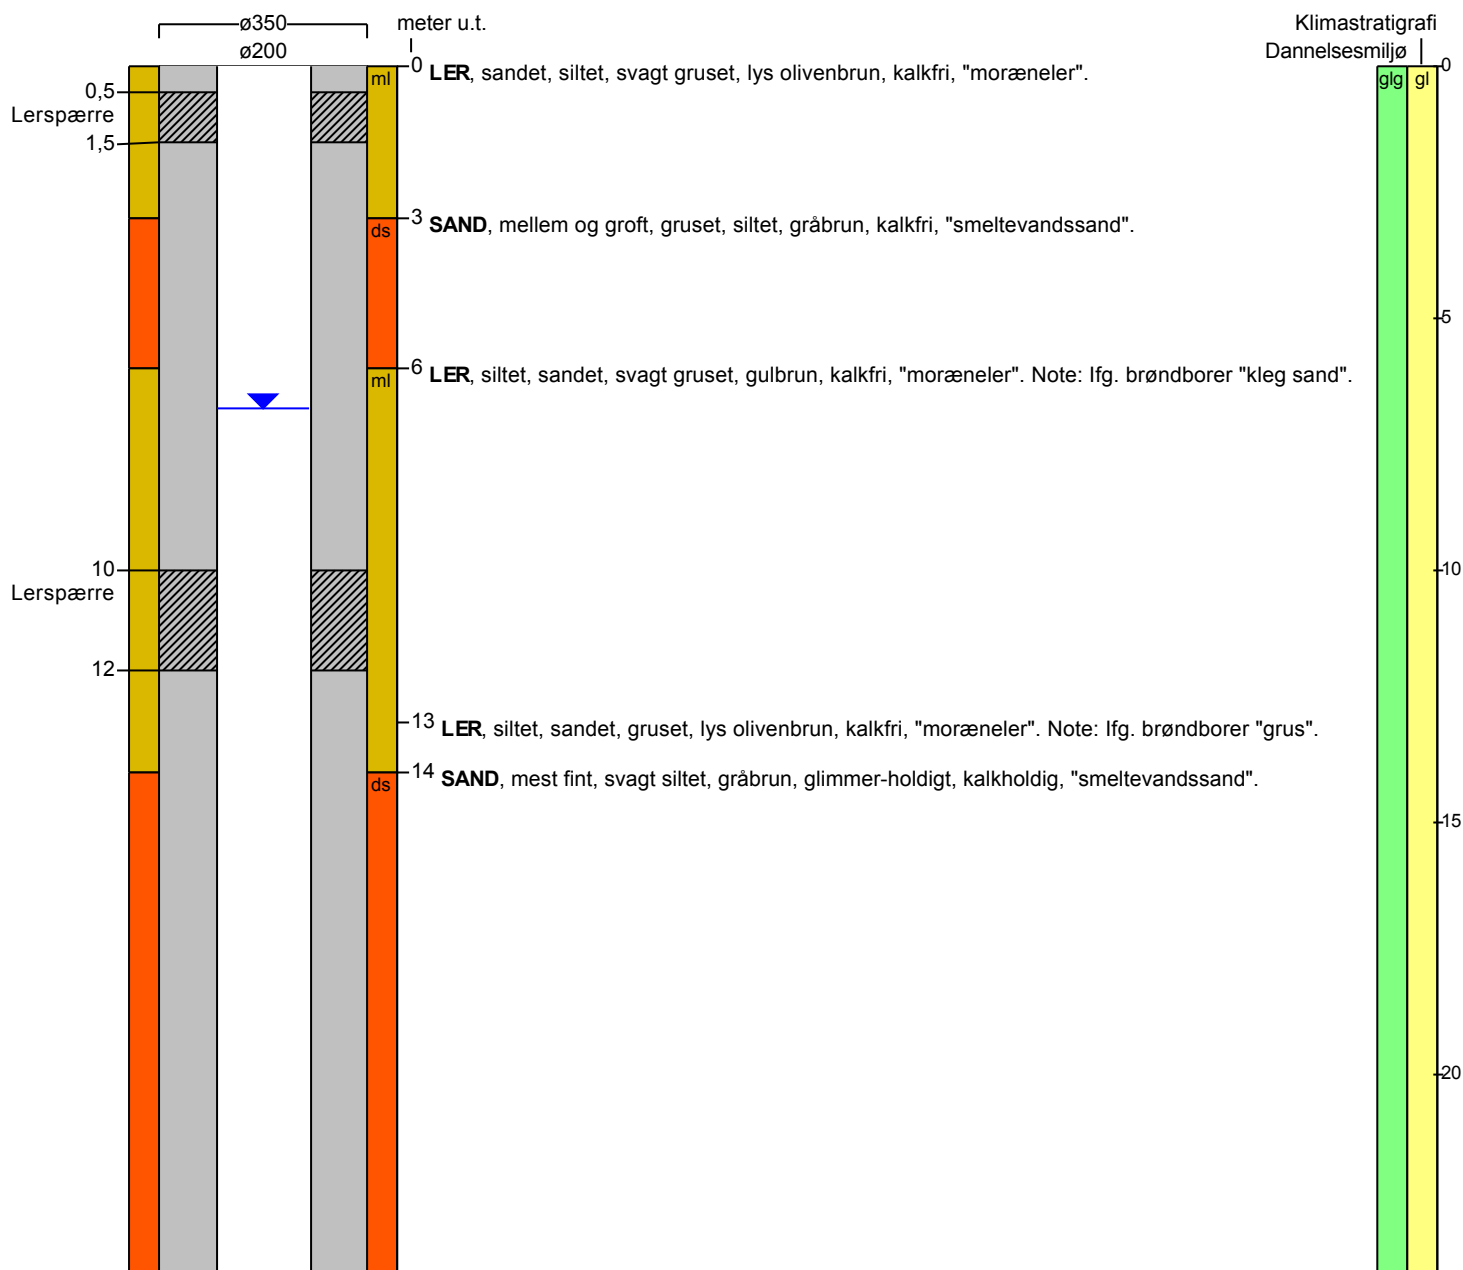 ø350
meter u.t.
Klimastratigrafi
ø200
Dannelsesmiljø
0
ml
LER, sandet, siltet, svagt gruset, lys olivenbrun, kalkfri, "moræneler".
glg
gl
0
0,5
Lerspærre
1,5
3
ds
SAND, mellem og groft, gruset, siltet, gråbrun, kalkfri, "smeltevandssand".
5
6
ml
LER, siltet, sandet, svagt gruset, gulbrun, kalkfri, "moræneler". Note: Ifg. brøndborer "kleg sand".
10
Lerspærre
10
12
13
LER, siltet, sandet, gruset, lys olivenbrun, kalkfri, "moræneler". Note: Ifg. brøndborer "grus".
14
ds
SAND, mest fint, svagt siltet, gråbrun, glimmer-holdigt, kalkholdig, "smeltevandssand".
15
20